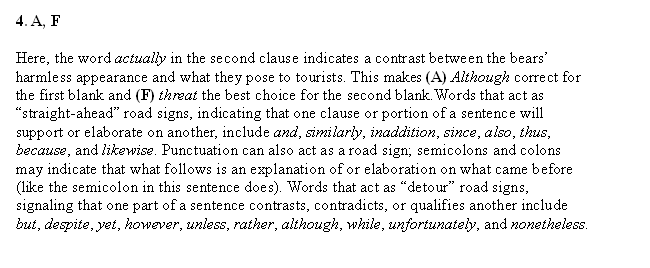 4. A, F
Here, the word actually in the second clause indicates a contrast between the bears'
harmless appearance and what they pose to tourists. This makes (A) Although correct for
the first blank and (F) threat the best choice for the second blank.Words that act as
“straight-ahead” road signs, indicating that one clause or portion of a sentence will
support or elaborate on another, include and, similarly, inaddition, since, also, thus,
because, and likewise. Punctuation can also act as a road sign; semicolons and colons
may indicate that what follows is an explanation of or elaboration on what came before
(like the semicolon in this sentence does). Words that act as “detour” road signs,
signaling that one part of a sentence contrasts, contradicts, or qualifies another include
but, despite, yet, however, unless, rather, although, while, unfortunately, and nonetheless.